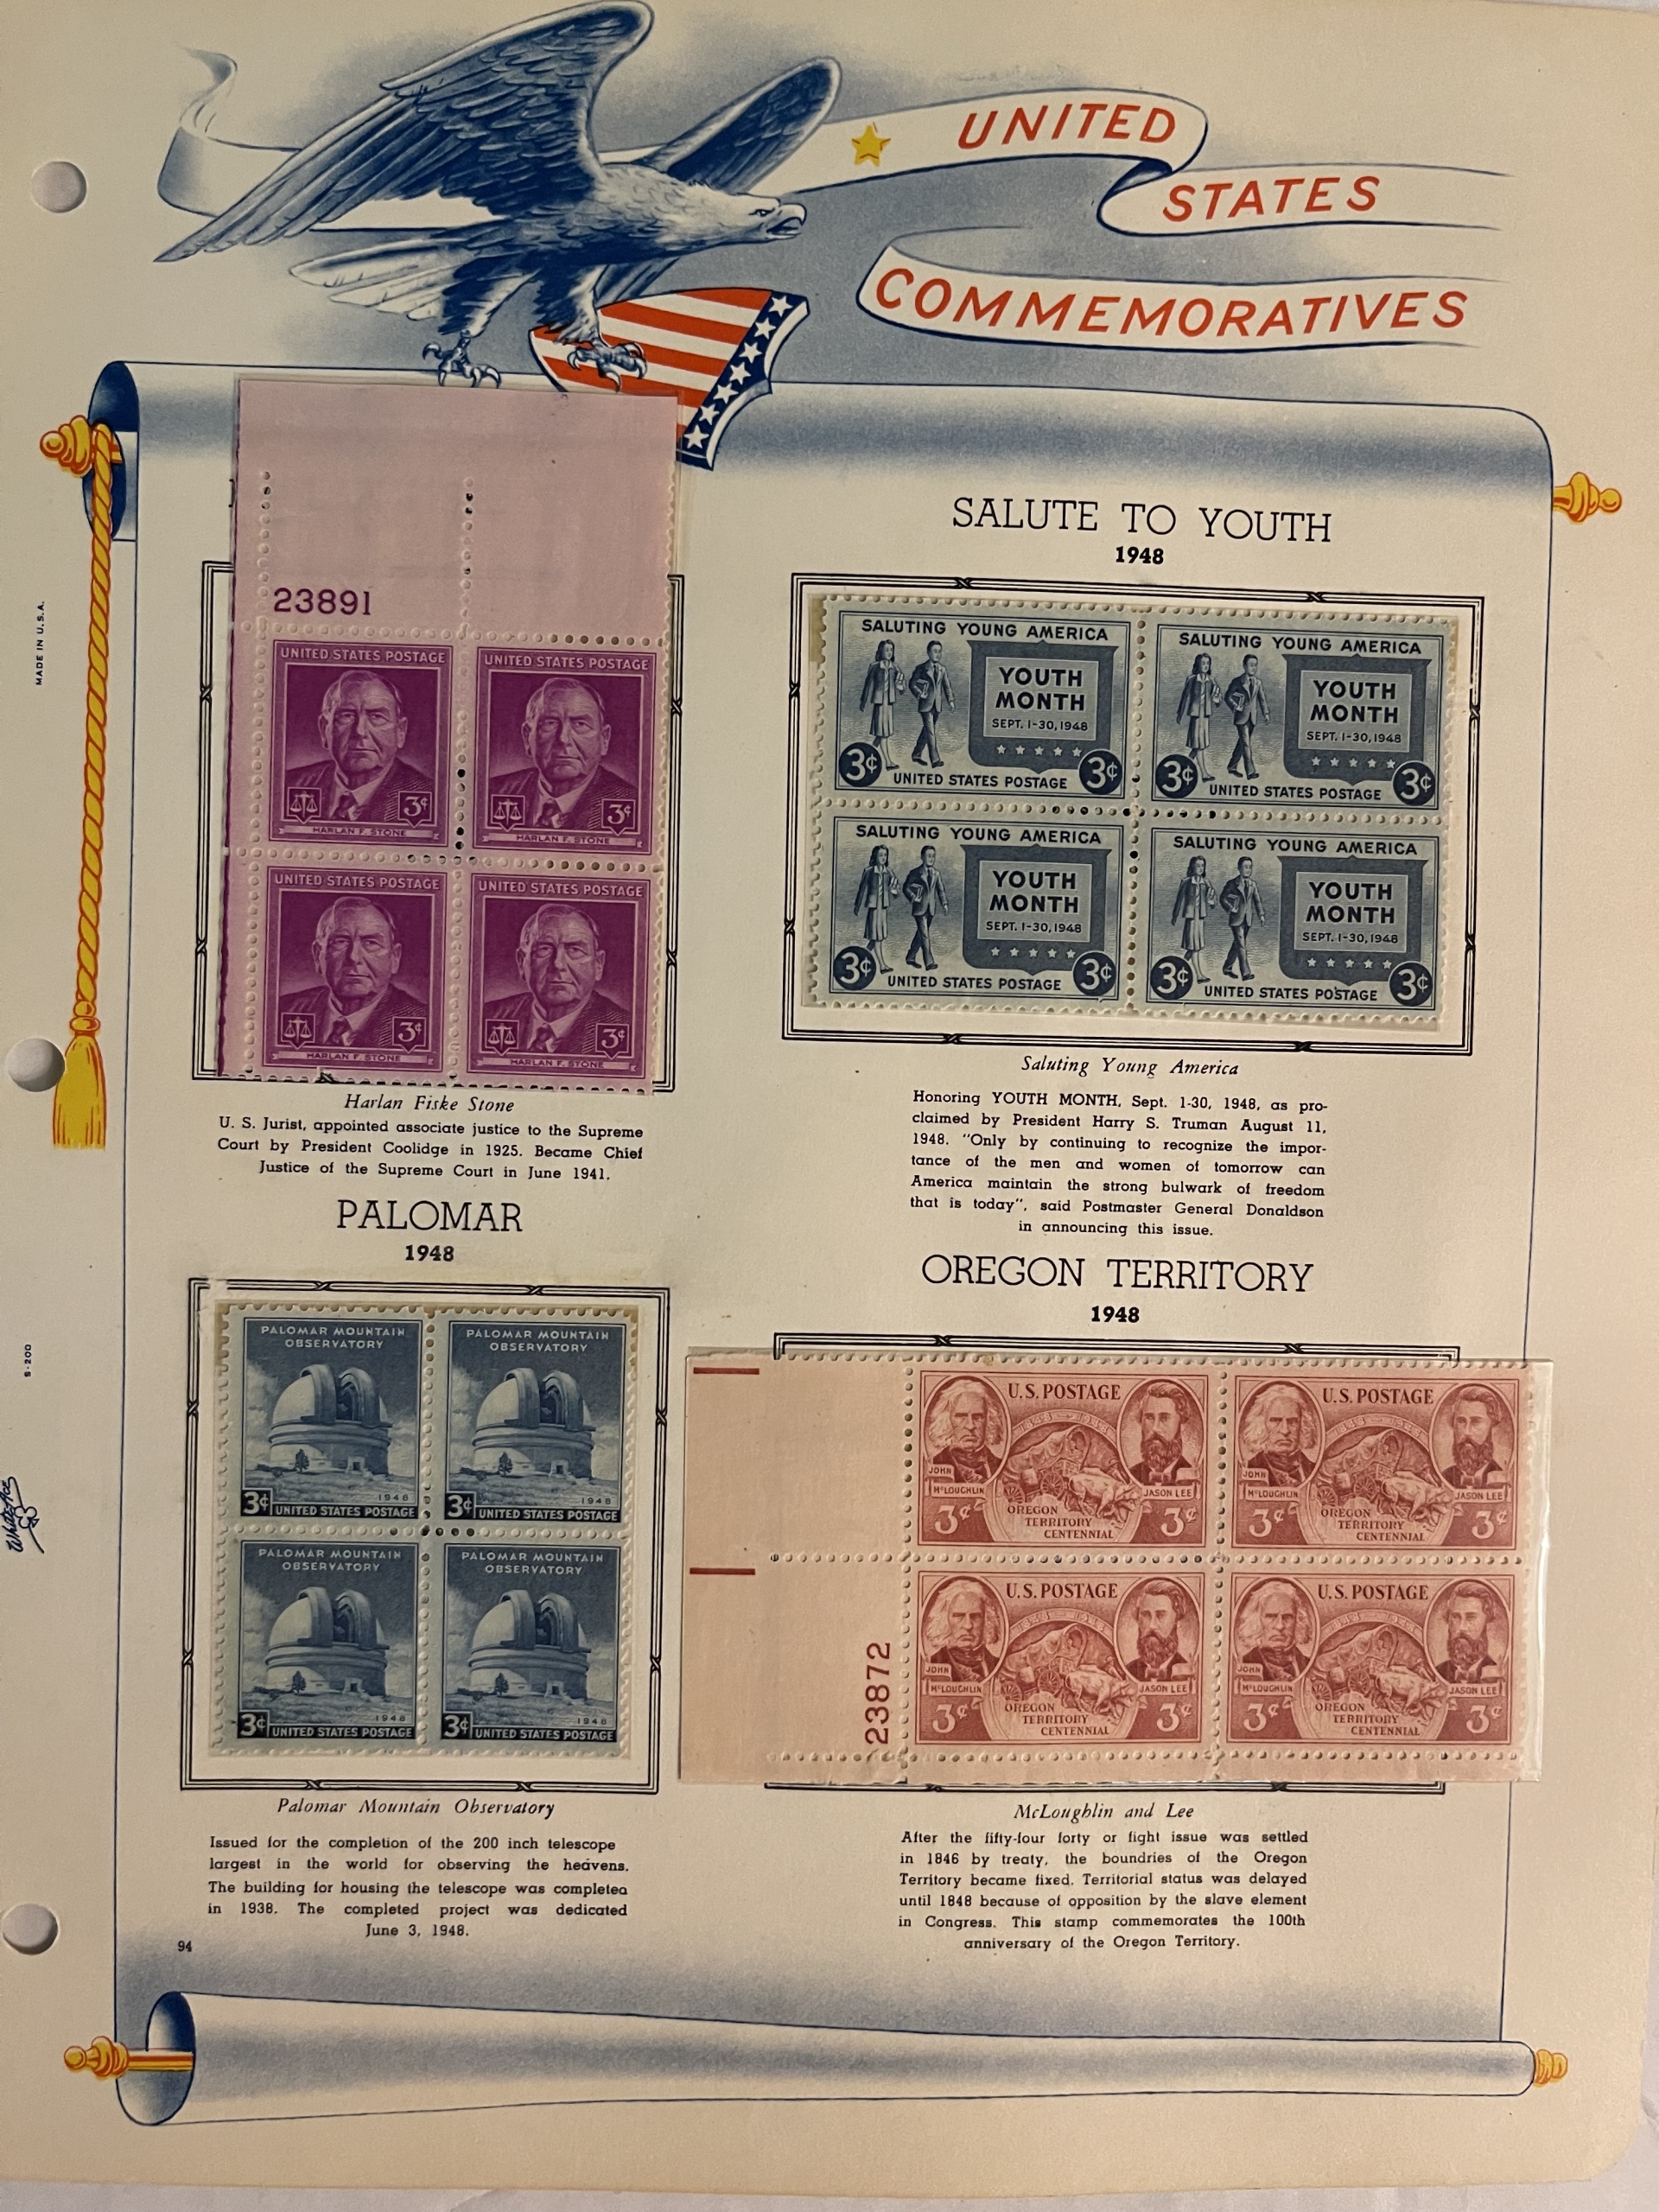 UNITED
STATES
COMMEMORATIVES
MADE IN U.S.A.
23891
UNITED STATES POSTAGE
3¢
HARLAN F. STONE
UNITED STATES POSTAGE
3¢
HARLAN F. STONE
UNITED STATES POSTAGE
3¢
HARLAN F. STONE
UNITED STATES POSTAGE
3¢
HARLAN F. STONE
Harlan Fiske Stone
U. S. Jurist, appointed associate justice to the Supreme
Court by President Coolidge in 1925. Became Chief
Justice of the Supreme Court in June 1941.
SALUTE TO YOUTH
1948
SALUTING YOUNG AMERICA
YOUTH
MONTH
SEPT. 1-30, 1948
3¢ UNITED STATES POSTAGE 3¢
SALUTING YOUNG AMERICA
YOUTH
MONTH
SEPT. 1-30, 1948
3¢ UNITED STATES POSTAGE 3¢
SALUTING YOUNG AMERICA
YOUTH
MONTH
SEPT. 1-30, 1948
3¢ UNITED STATES POSTAGE 3¢
SALUTING YOUNG AMERICA
YOUTH
MONTH
SEPT. 1-30, 1948
3¢ UNITED STATES POSTAGE 3¢
Saluting Young America
Honoring YOUTH MONTH, Sept. 1-30, 1948, as pro-
claimed by President Harry S. Truman August 11,
1948. "Only by continuing to recognize the impor-
tance of the men and women of tomorrow can
America maintain the strong bulwark of freedom
that is today", said Postmaster General Donaldson
in announcing this issue.
PALOMAR
1948
PALOMAR MOUNTAIN
OBSERVATORY
1948
3¢ UNITED STATES POSTAGE
PALOMAR MOUNTAIN
OBSERVATORY
1948
3¢ UNITED STATES POSTAGE
PALOMAR MOUNTAIN
OBSERVATORY
1948
3¢ UNITED STATES POSTAGE
PALOMAR MOUNTAIN
OBSERVATORY
1948
3¢ UNITED STATES POSTAGE
Palomar Mountain Observatory
Issued for the completion of the 200 inch telescope
largest in the world for observing the heavens.
The building for housing the telescope was completed
in 1938. The completed project was dedicated
June 3, 1948.
OREGON TERRITORY
1948
23872
U.S. POSTAGE
JOHN
McLOUGHLIN
JASON LEE
3¢ OREGON
TERRITORY
CENTENNIAL 3¢
U.S. POSTAGE
JOHN
McLOUGHLIN
JASON LEE
3¢ OREGON
TERRITORY
CENTENNIAL 3¢
U.S. POSTAGE
JOHN
McLOUGHLIN
JASON LEE
3¢ OREGON
TERRITORY
CENTENNIAL 3¢
U.S. POSTAGE
JOHN
McLOUGHLIN
JASON LEE
3¢ OREGON
TERRITORY
CENTENNIAL 3¢
McLoughlin and Lee
After the fifty-four forty or fight issue was settled
in 1846 by treaty, the boundries of the Oregon
Territory became fixed. Territorial status was delayed
until 1848 because of opposition by the slave element
in Congress. This stamp commemorates the 100th
anniversary of the Oregon Territory.
S-200
White Ace
94